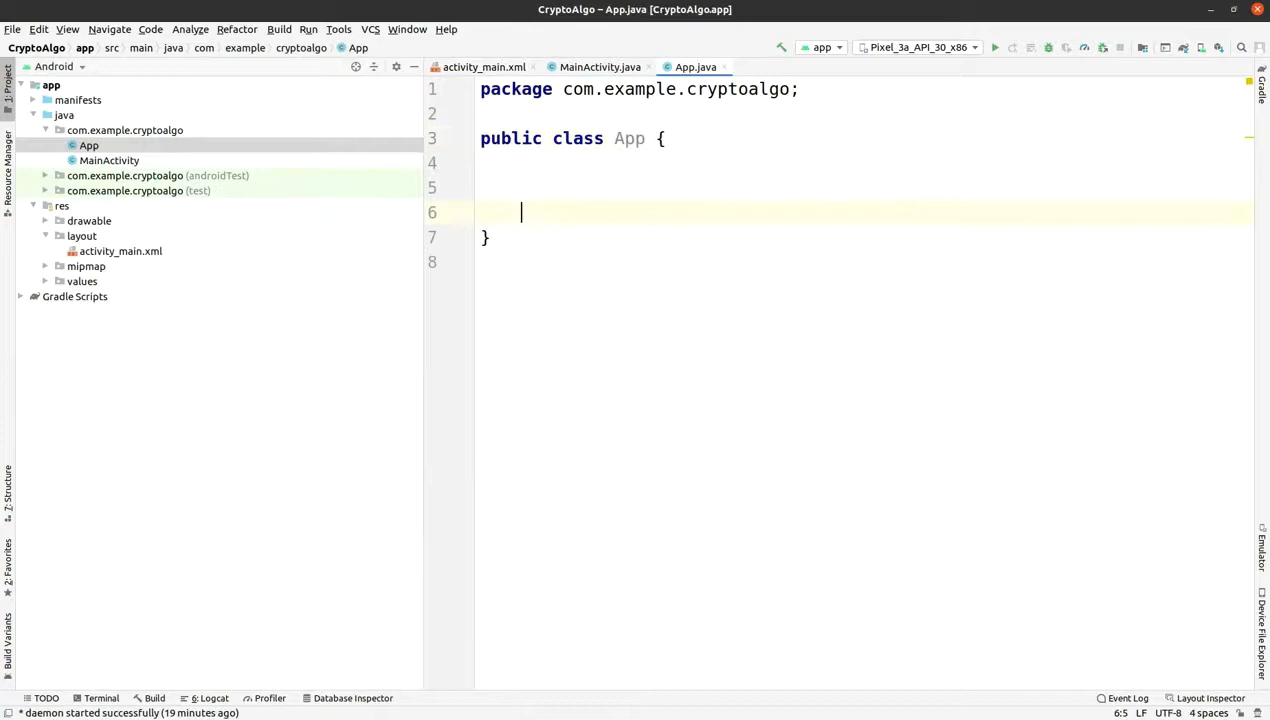 CryptoAlgo – App.java [CryptoAlgo.app]
File Edit View Navigate Code Analyze Refactor Build Run Tools VCS Window Help
CryptoAlgo app src main java com example cryptoalgo App app Pixel_3a_API_30_x86
Android activity_main.xml MainActivity.java App.java
1: Project
Resource Manager
Z: Structure
2: Favorites
Build Variants
app
manifests
java
com.example.cryptoalgo
App
MainActivity
com.example.cryptoalgo (androidTest)
com.example.cryptoalgo (test)
res
drawable
layout
activity_main.xml
mipmap
values
Gradle Scripts
1 package com.example.cryptoalgo;
2
3 public class App {
4
5
6
7 }
8
Gradle
Emulator
Device File Explorer
TODO Terminal Build 6: Logcat Profiler Database Inspector Event Log Layout Inspector
* daemon started successfully (19 minutes ago) 6:5 LF UTF-8 4 spaces